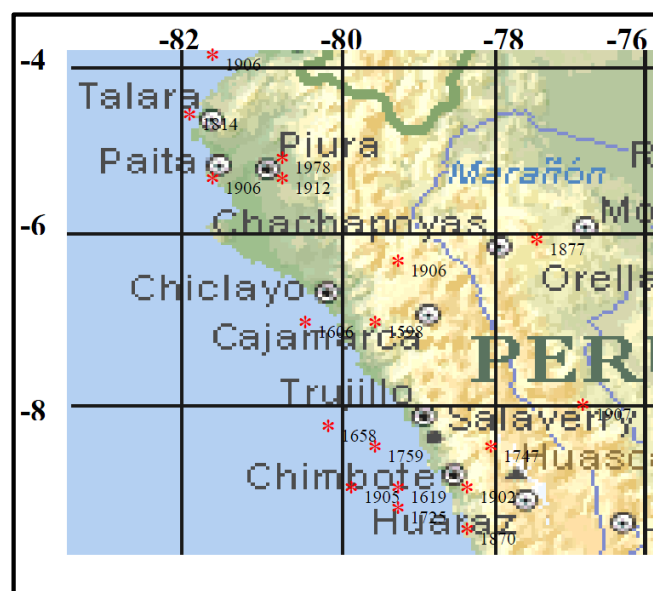 -82 -80 -78 -76
-4
1906
Talara
1814
Piura
Paita
1978
R
Marañón
1906 1912
Mo
Chachapoyas
-6
1877
1906
Orella
Chiclayo
1606 1598
Cajamarca
PERI
Trujillo
-8
1907
Salaverry
1658
1759 1747
Huasca
Chimbote
1905 1619 1902
1725
Huaraz
1870